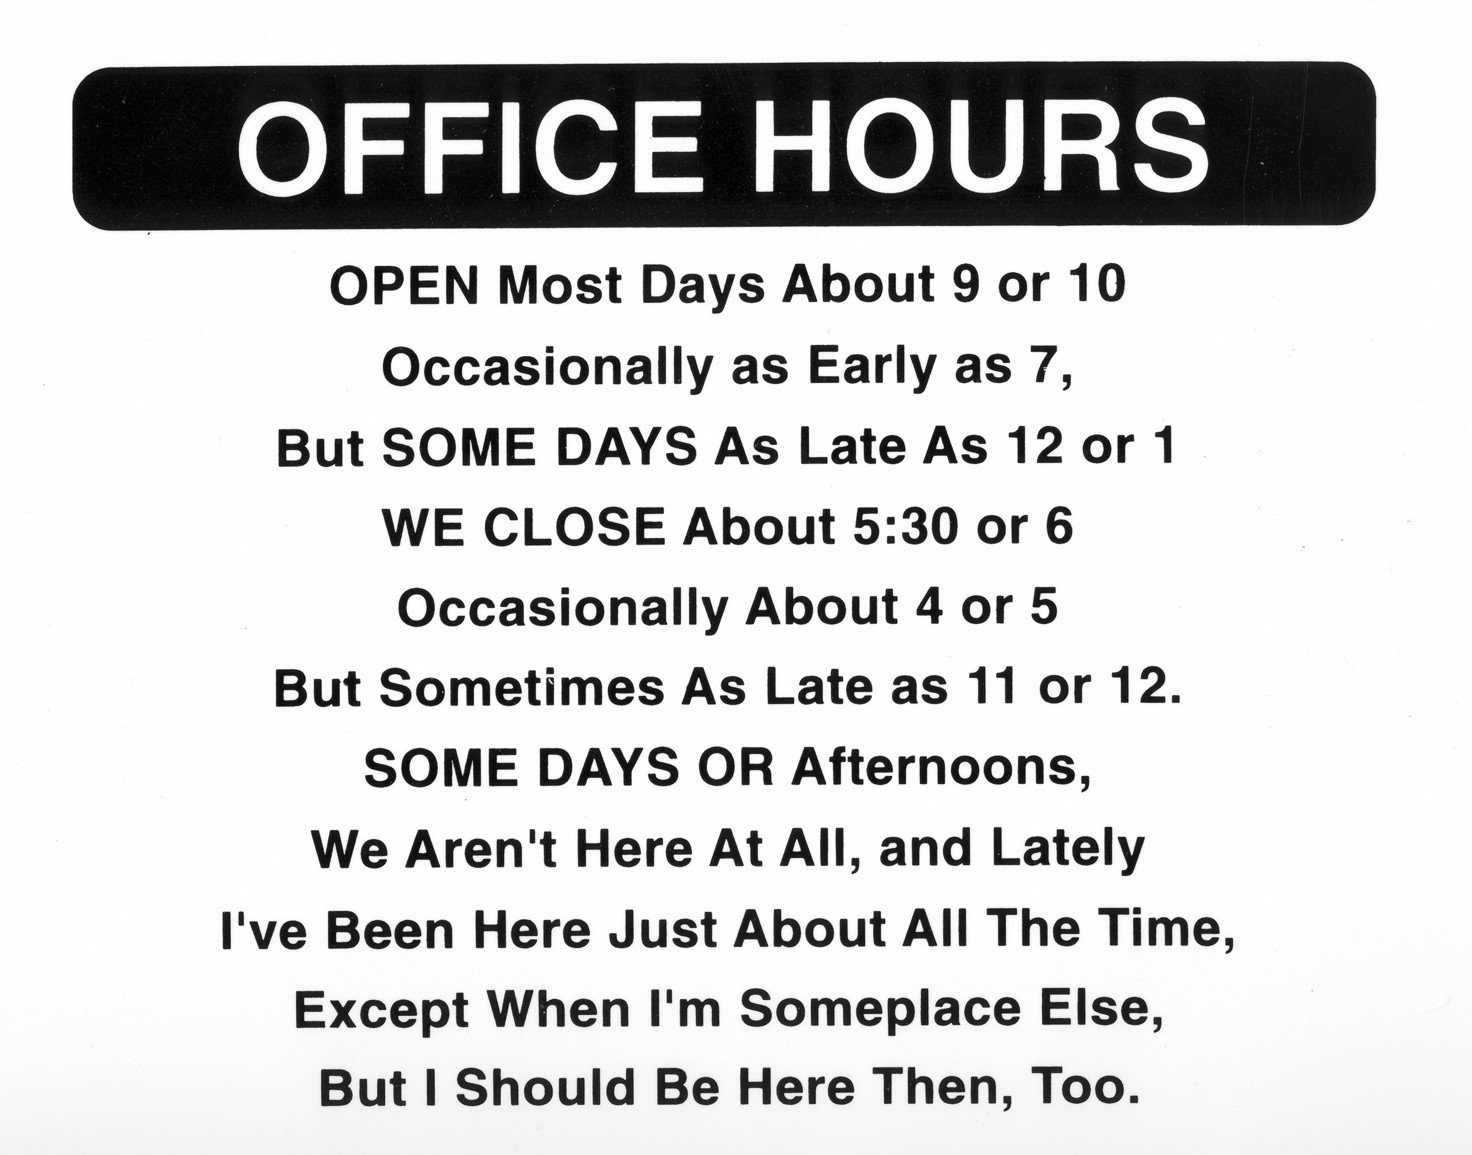 OFFICE HOURS
OPEN Most Days About 9 or 10
Occasionally as Early as 7,
But SOME DAYS As Late As 12 or 1
WE CLOSE About 5:30 or 6
Occasionally About 4 or 5
But Sometimes As Late as 11 or 12.
SOME DAYS OR Afternoons,
We Aren't Here At All, and Lately
I've Been Here Just About All The Time,
Except When I'm Someplace Else,
But I Should Be Here Then, Too.